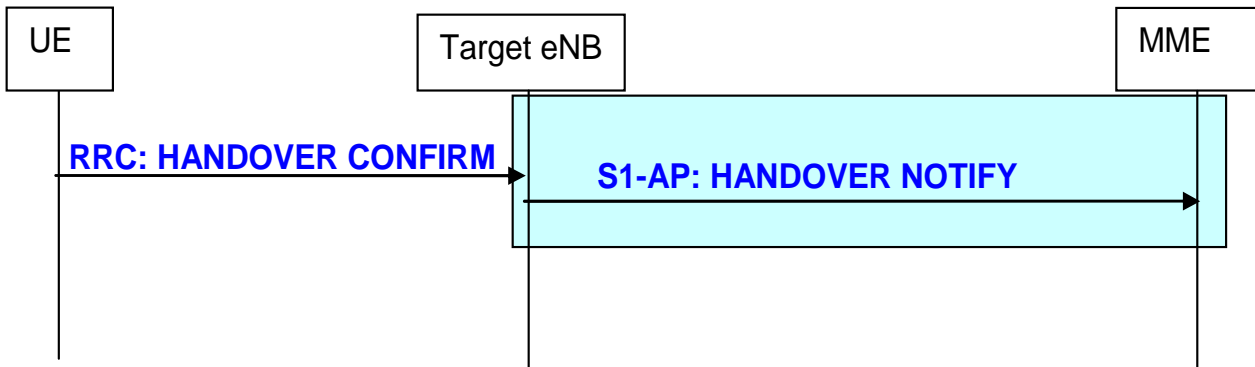 UE
Target eNB
MME
RRC: HANDOVER CONFIRM
S1-AP: HANDOVER NOTIFY